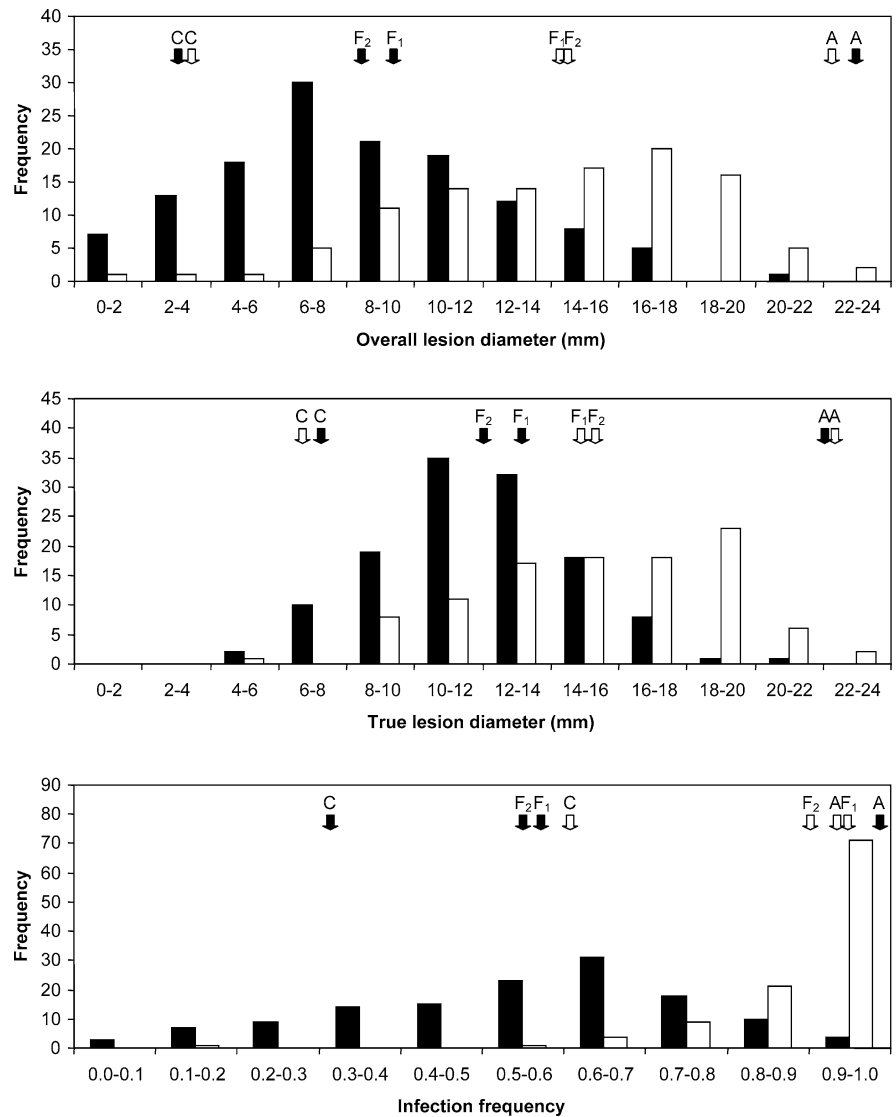 40
C C F₂ F₁ F₁ F₂ A A
35
30
25
20
15
10
5
0
Frequency
0-2 2-4 4-6 6-8 8-10 10-12 12-14 14-16 16-18 18-20 20-22 22-24
Overall lesion diameter (mm)
45
C C F₂ F₁ F₁ F₂ A A
40
35
30
25
20
15
10
5
0
Frequency
0-2 2-4 4-6 6-8 8-10 10-12 12-14 14-16 16-18 18-20 20-22 22-24
True lesion diameter (mm)
90
C F₂ F₁ C F₂ A F₁ A
80
70
60
50
40
30
20
10
0
Frequency
0.0-0.1 0.1-0.2 0.2-0.3 0.3-0.4 0.4-0.5 0.5-0.6 0.6-0.7 0.7-0.8 0.8-0.9 0.9-1.0
Infection frequency